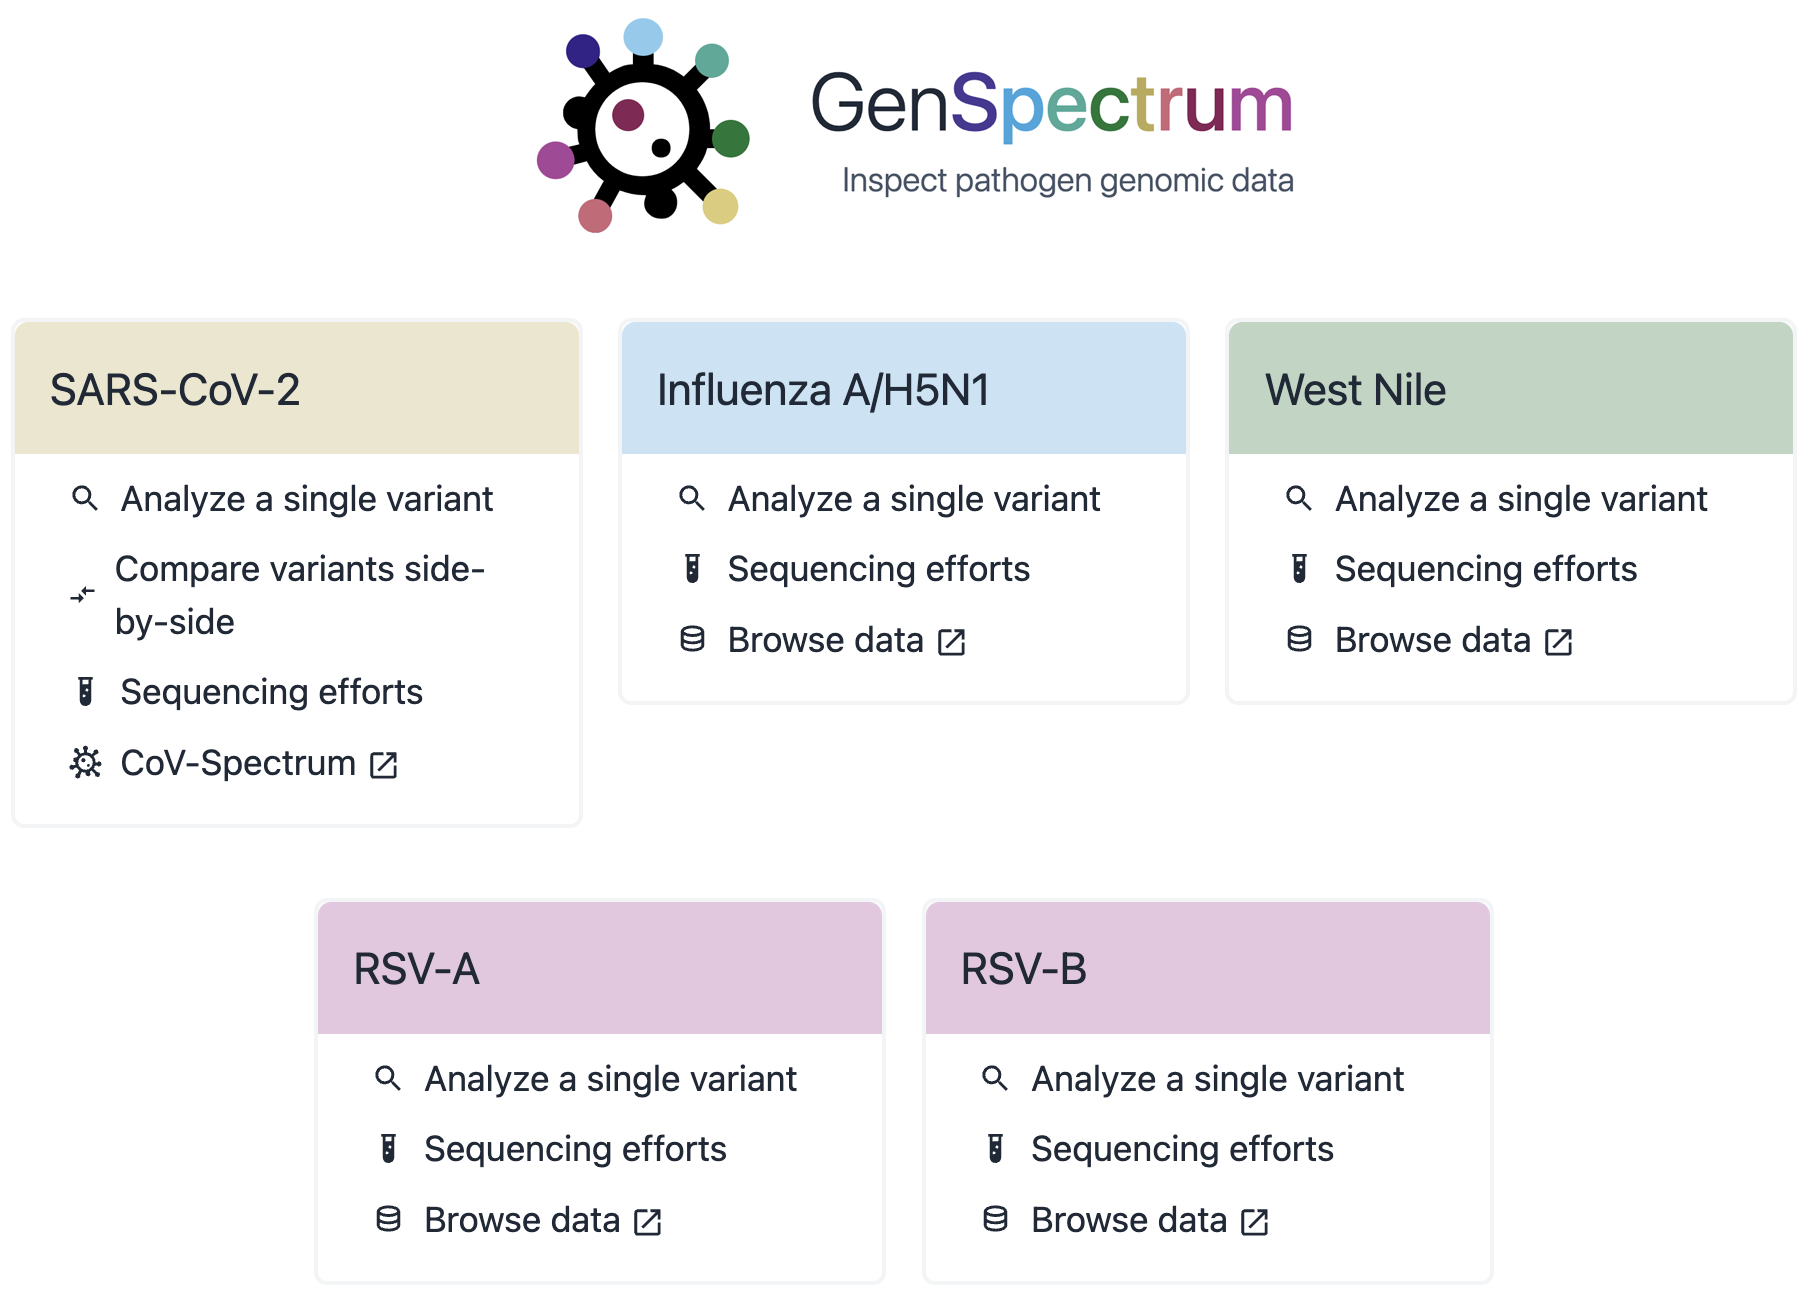 GenSpectrum
Inspect pathogen genomic data
SARS-CoV-2
Analyze a single variant
Compare variants side-
by-side
Sequencing efforts
CoV-Spectrum
Influenza A/H5N1
Analyze a single variant
Sequencing efforts
Browse data
West Nile
Analyze a single variant
Sequencing efforts
Browse data
RSV-A
Analyze a single variant
Sequencing efforts
Browse data
RSV-B
Analyze a single variant
Sequencing efforts
Browse data